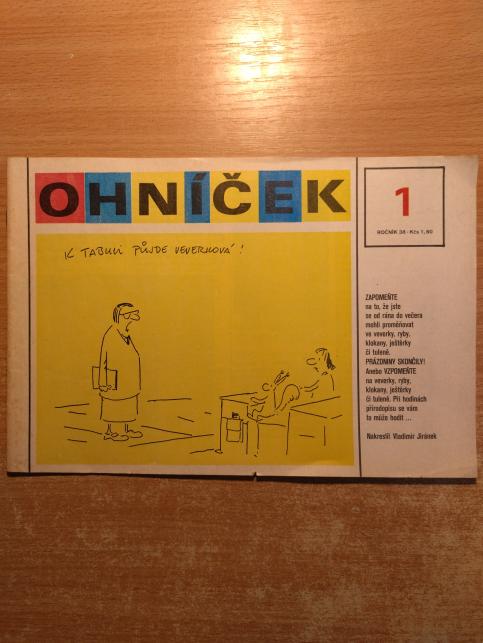 OHNÍČEK
1
ROČNÍK 38 · Kčs 1,60
K TABULI PŮJDE VEVERKOVÁ!
ZAPOMEŇTE
na to, že jste
se od rána do večera
mohli proměňovat
ve veverky, ryby,
klokany, ještěrky
či tuleně.
PRÁZDNINY SKONČILY!
Anebo VZPOMEŇTE
na veverky, ryby,
klokany, ještěrky
či tuleně. Při hodinách
přírodopisu se vám
to může hodit ...
Nakreslil Vladimír Jiránek